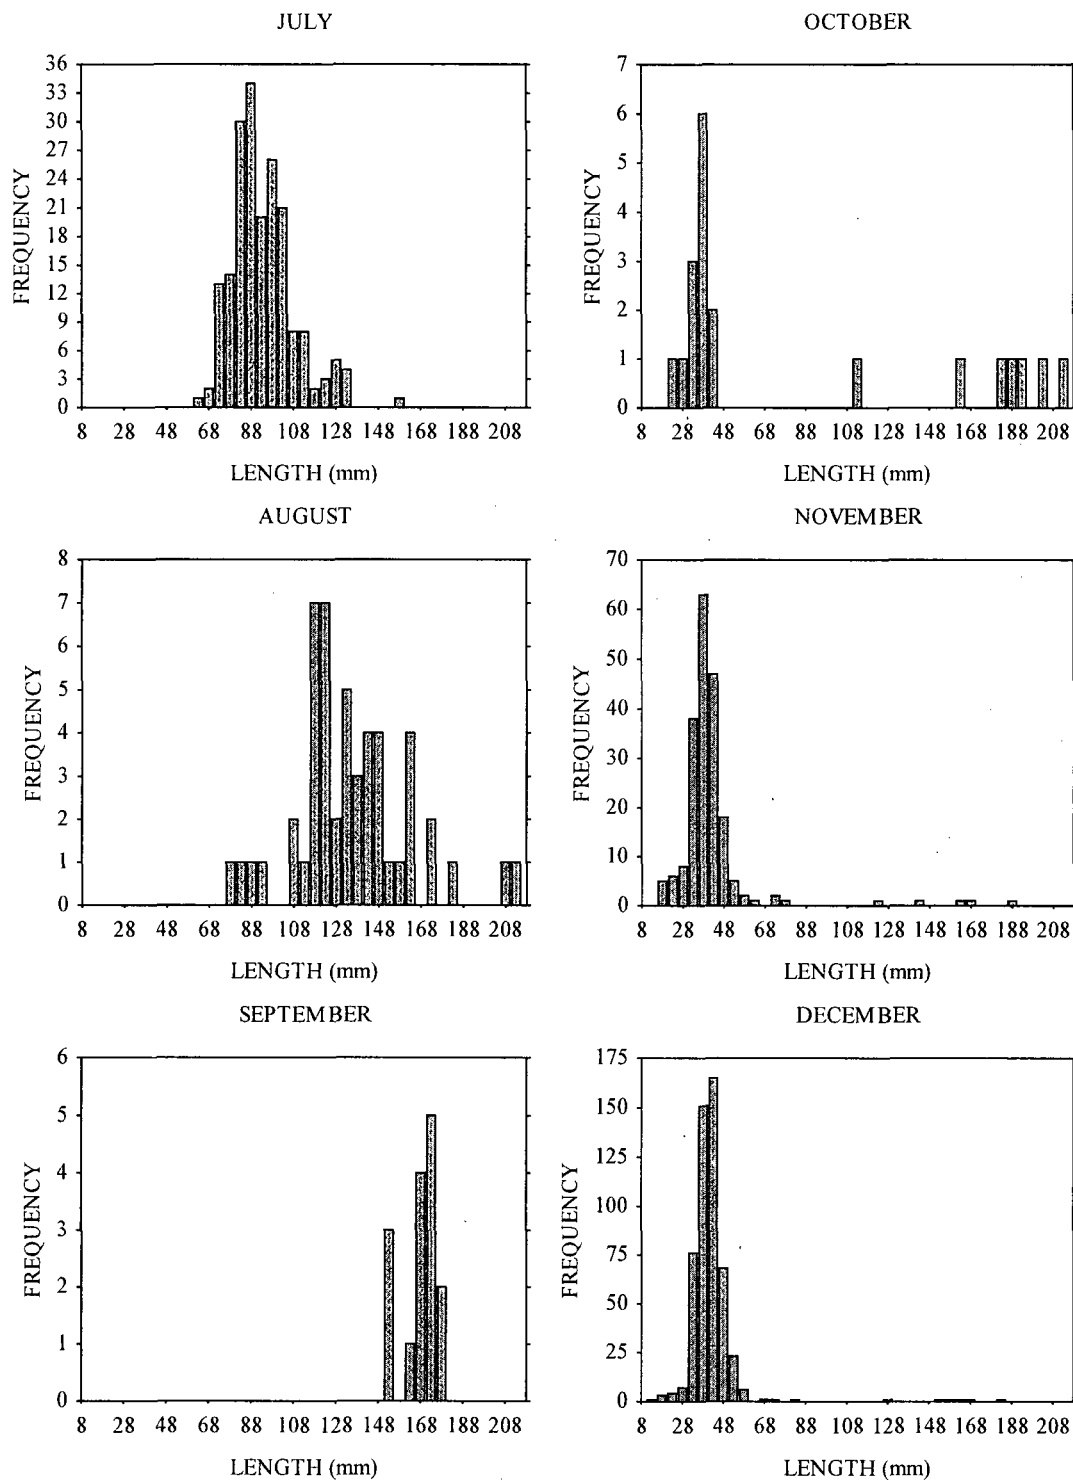 JULY
36
33
30
27
24
21
18
15
12
9
6
3
0
FREQUENCY
8 28 48 68 88 108 128 148 168 188 208
LENGTH (mm)
OCTOBER
7
6
5
4
3
2
1
0
FREQUENCY
8 28 48 68 88 108 128 148 168 188 208
LENGTH (mm)
AUGUST
8
7
6
5
4
3
2
1
0
FREQUENCY
8 28 48 68 88 108 128 148 168 188 208
LENGTH (mm)
NOVEMBER
70
60
50
40
30
20
10
0
FREQUENCY
8 28 48 68 88 108 128 148 168 188 208
LENGTH (mm)
SEPTEMBER
6
5
4
3
2
1
0
FREQUENCY
8 28 48 68 88 108 128 148 168 188 208
LENGTH (mm)
DECEMBER
175
150
125
100
75
50
25
0
FREQUENCY
8 28 48 68 88 108 128 148 168 188 208
LENGTH (mm)